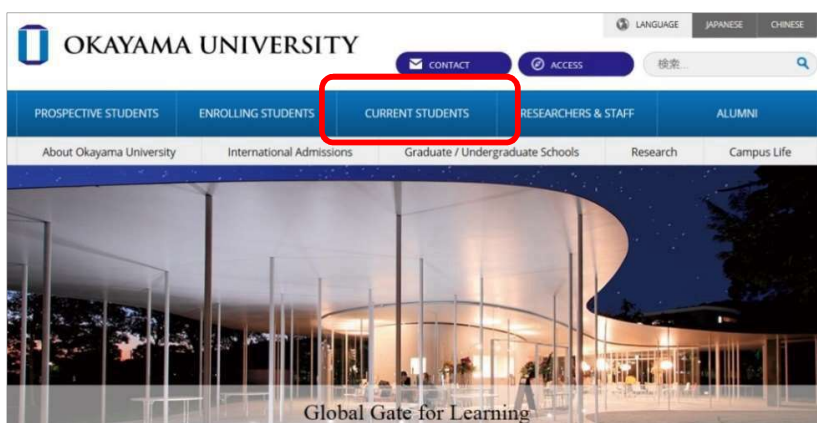 LANGUAGE JAPANESE CHINESE
OKAYAMA UNIVERSITY
CONTACT ACCESS 検索...
PROSPECTIVE STUDENTS ENROLLING STUDENTS CURRENT STUDENTS RESEARCHERS & STAFF ALUMNI
About Okayama University International Admissions Graduate / Undergraduate Schools Research Campus Life
Global Gate for Learning